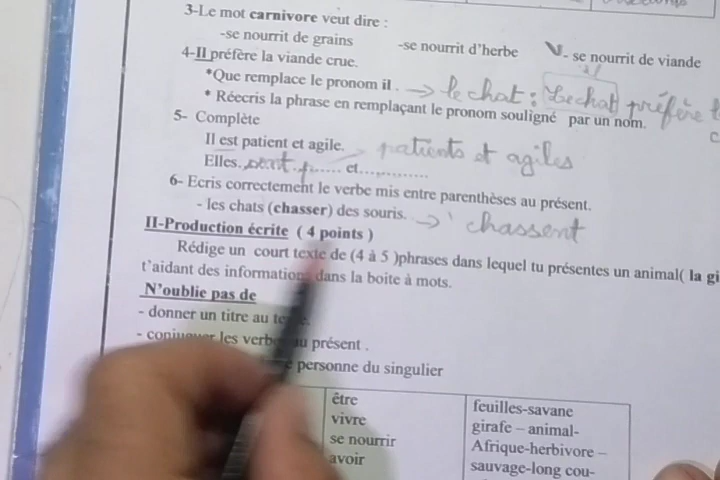 3-Le mot carnivore veut dire :
-se nourrit de grains -se nourrit d'herbe - se nourrit de viande
4-Il préfère la viande crue.
*Que remplace le pronom il . → le chat : Le chat préfère
* Réecris la phrase en remplaçant le pronom souligné par un nom.
5- Complète
Il est patient et agile. patients et agiles
Elles. sont p...... et.............
6- Ecris correctement le verbe mis entre parenthèses au présent.
- les chats (chasser) des souris. → chassent
II-Production écrite ( 4 points )
Rédige un court texte de (4 à 5 )phrases dans lequel tu présentes un animal( la
t'aidant des informations dans la boite à mots.
N'oublie pas de
- donner un titre au
- les au présent .
personne du singulier
être feuilles-savane
vivre girafe – animal-
se nourrir Afrique-herbivore –
avoir sauvage-long cou-